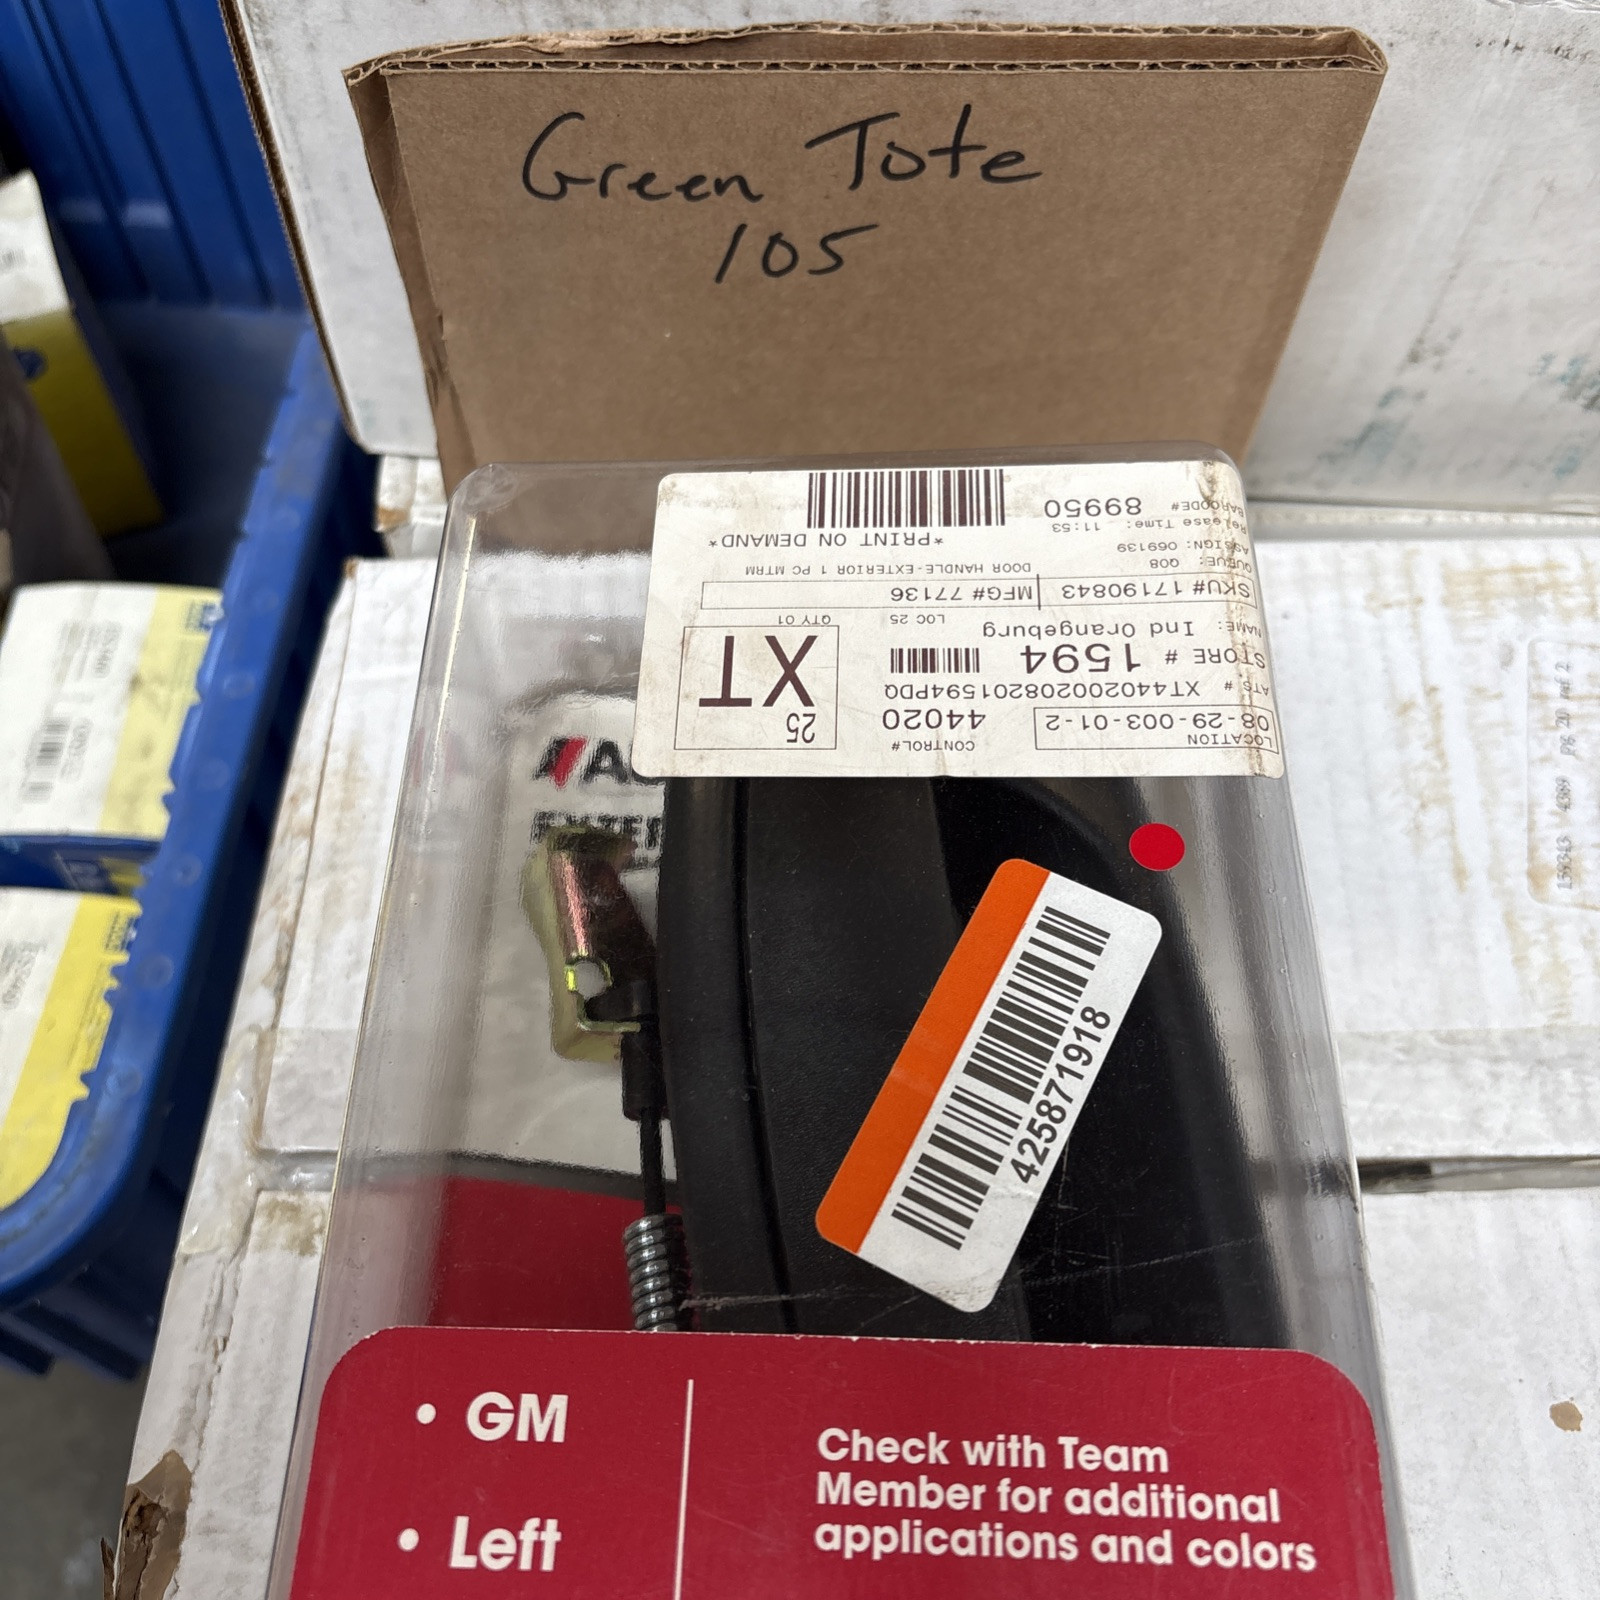 Green Tote
105
LOCATION
08-29-003-01-2
CONTROL#
44020
25
XT
ATS # XT440200208201594PDQ
STORE # 1594
NAME: Ind Orangeburg
LOC 25
QTY 01
SKU# 17190843
MFG# 77136
QUEUE: Q08
DOOR HANDLE-EXTERIOR 1 PC MTRM
ASSIGN: 069139
Release Time: 11:53
*PRINT ON DEMAND*
BARCODE# 89950
425871918
• GM
• Left
Check with Team
Member for additional
applications and colors